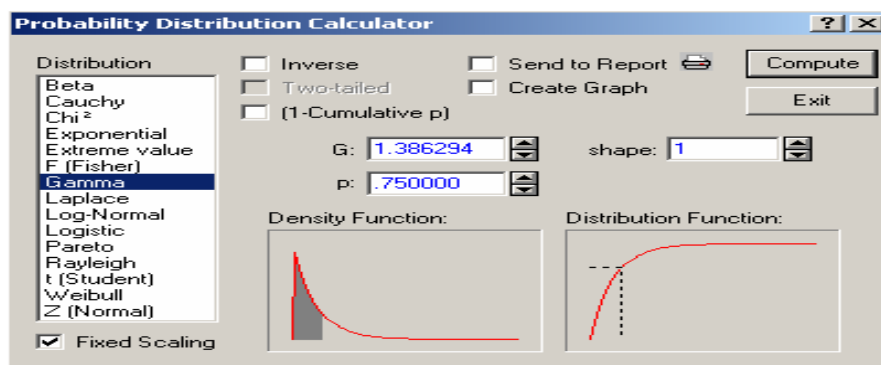 Probability Distribution Calculator
Distribution
Beta
Cauchy
Chi ²
Exponential
Extreme value
F (Fisher)
Gamma
Laplace
Log-Normal
Logistic
Pareto
Rayleigh
t (Student)
Weibull
Z (Normal)
Fixed Scaling
Inverse
Two-tailed
(1-Cumulative p)
Send to Report
Create Graph
Compute
Exit
G: 1.386294
shape: 1
p: .750000
Density Function:
Distribution Function: